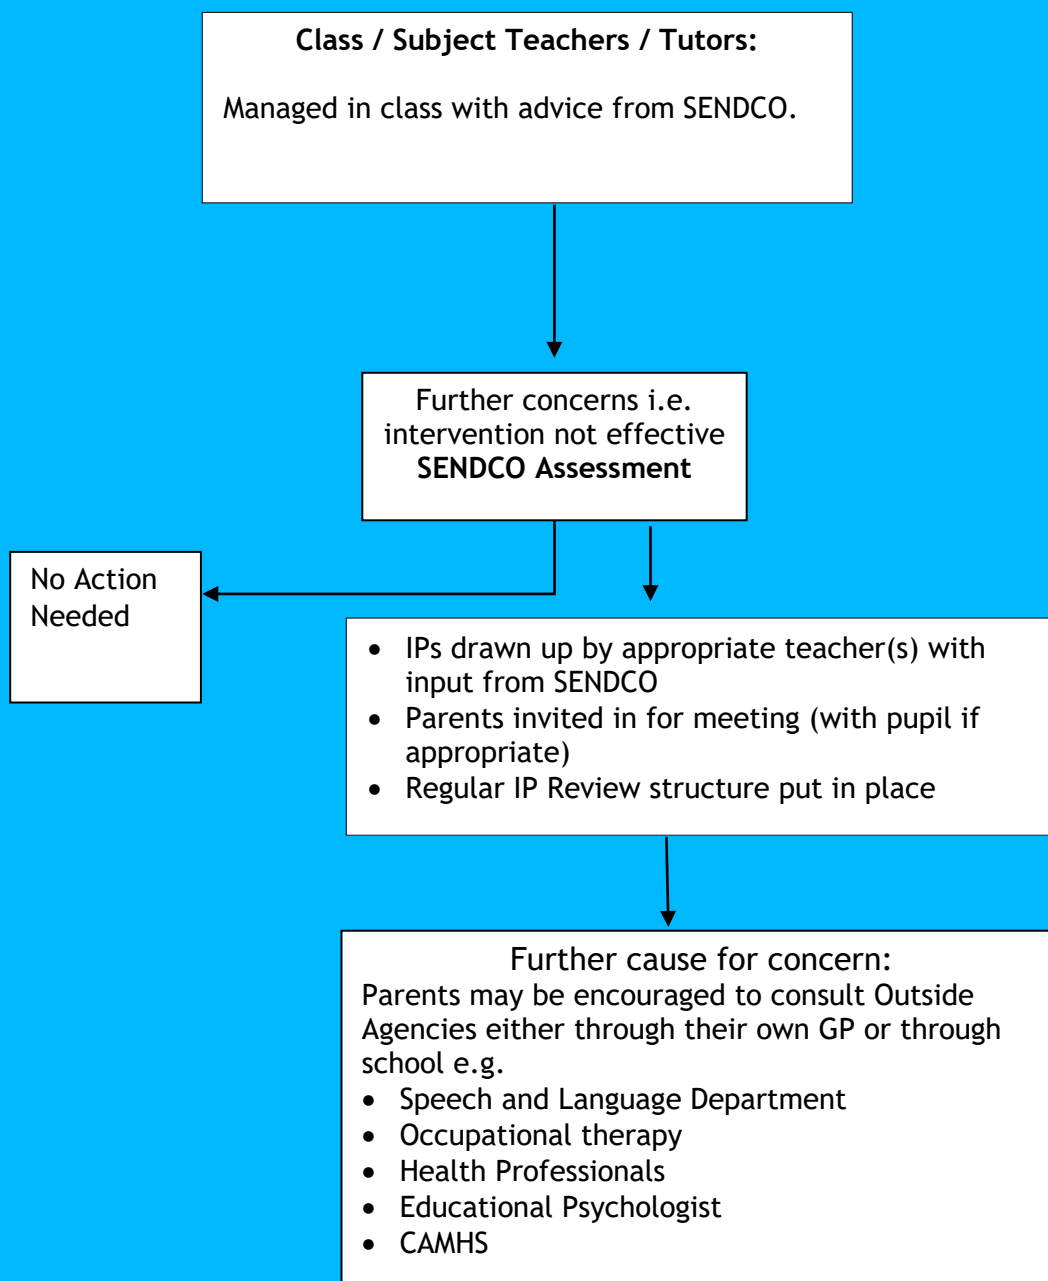 Class / Subject Teachers / Tutors:
Managed in class with advice from SENDCO.
Further concerns i.e.
intervention not effective
SENDCO Assessment
No Action
Needed
• IPs drawn up by appropriate teacher(s) with
input from SENDCO
• Parents invited in for meeting (with pupil if
appropriate)
• Regular IP Review structure put in place
Further cause for concern:
Parents may be encouraged to consult Outside
Agencies either through their own GP or through
school e.g.
• Speech and Language Department
• Occupational therapy
• Health Professionals
• Educational Psychologist
• CAMHS